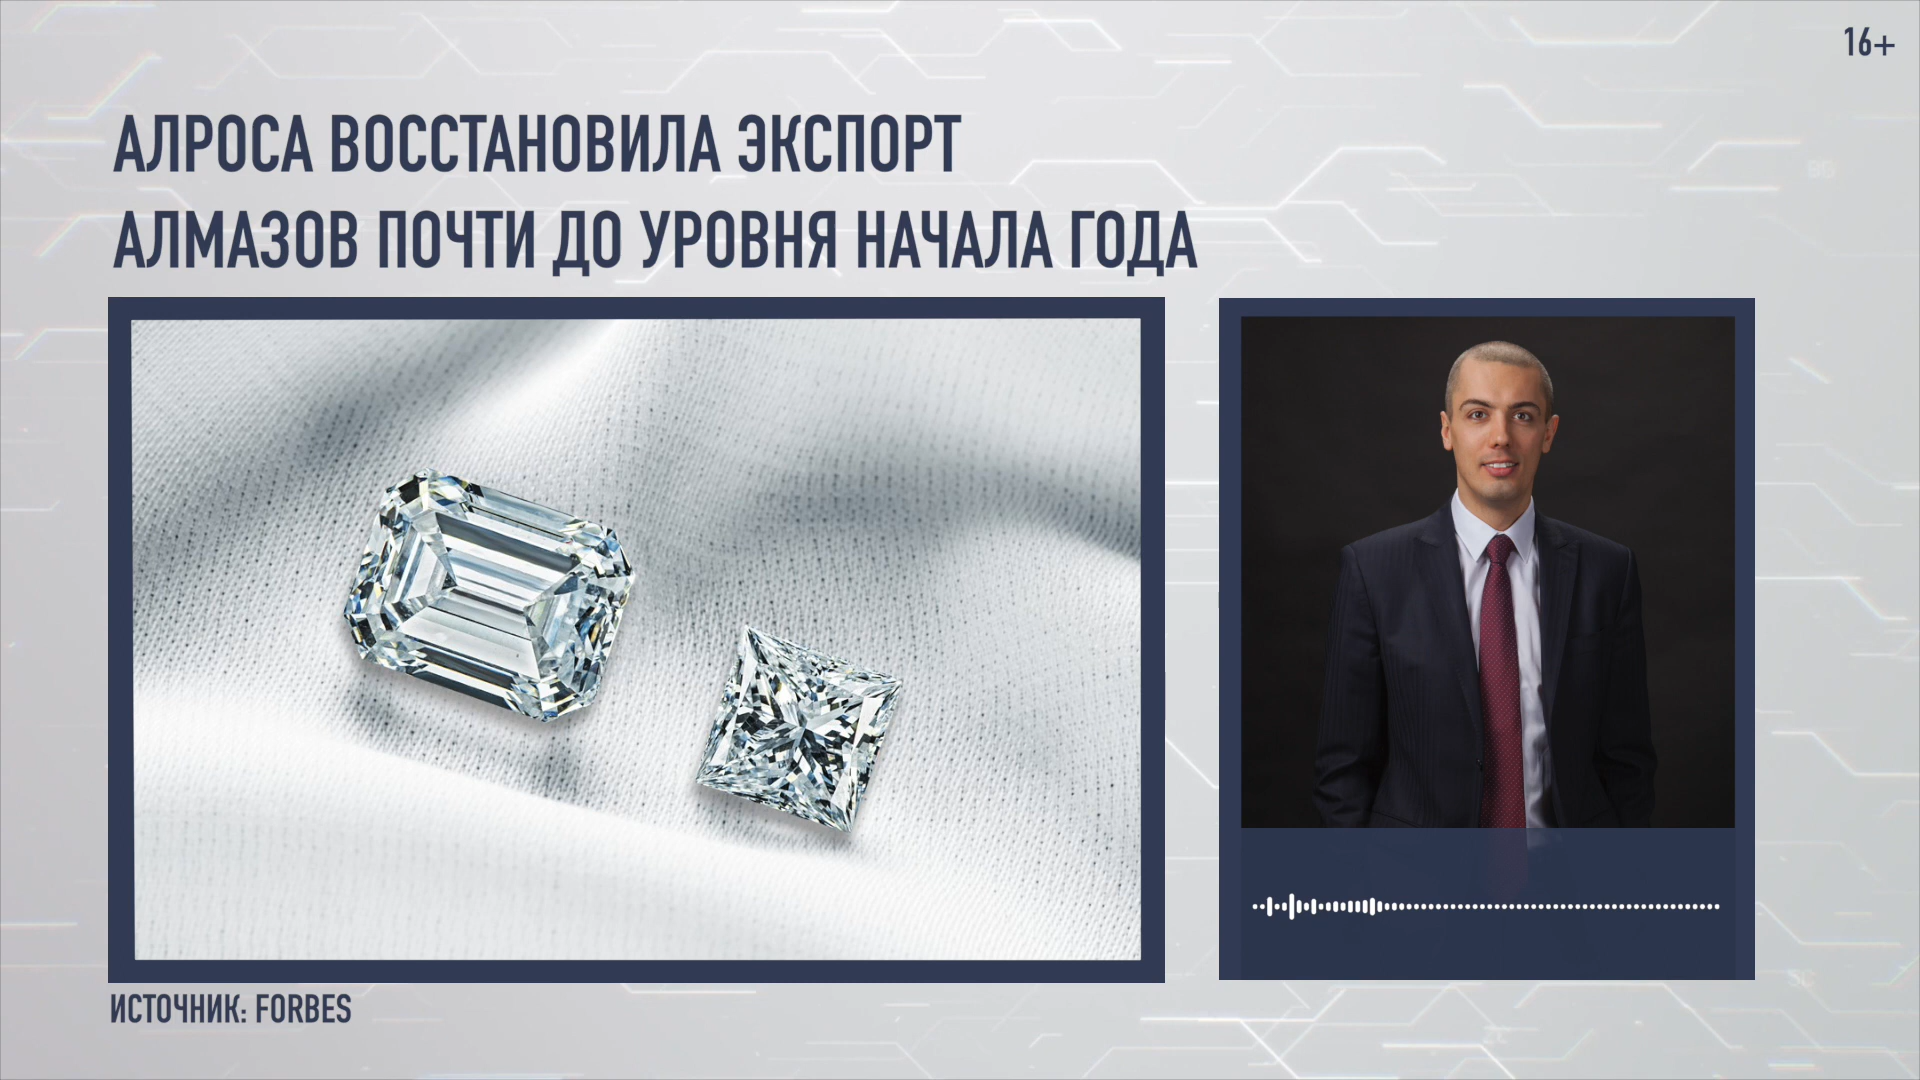 16+
АЛРОСА ВОССТАНОВИЛА ЭКСПОРТ
АЛМАЗОВ ПОЧТИ ДО УРОВНЯ НАЧАЛА ГОДА
ИСТОЧНИК: FORBES